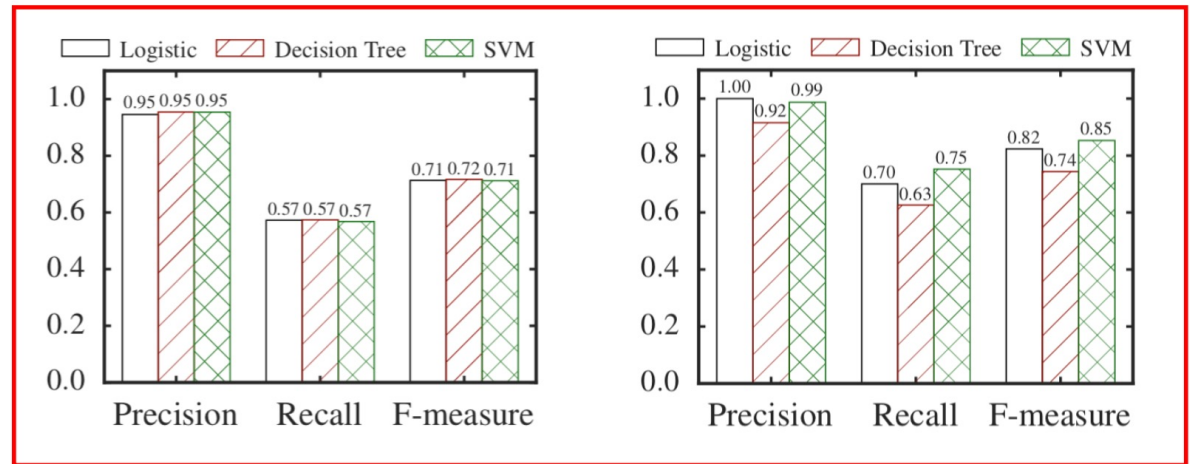 Logistic Decision Tree SVM
1.0
0.8
0.6
0.4
0.2
0.0
0.95 0.95 0.95
0.57 0.57 0.57
0.71 0.72 0.71
Precision Recall F-measure
Logistic Decision Tree SVM
1.0
0.8
0.6
0.4
0.2
0.0
1.00 0.92 0.99
0.70 0.63 0.75
0.82 0.74 0.85
Precision Recall F-measure